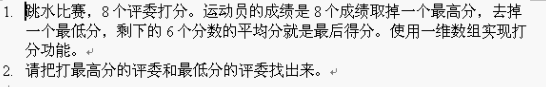 1. 跳水比赛，8个评委打分。运动员的成绩是8个成绩取掉一个最高分，去掉
一个最低分，剩下的6个分数的平均分就是最后得分。使用一维数组实现打
分功能。
2. 请把打最高分的评委和最低分的评委找出来。